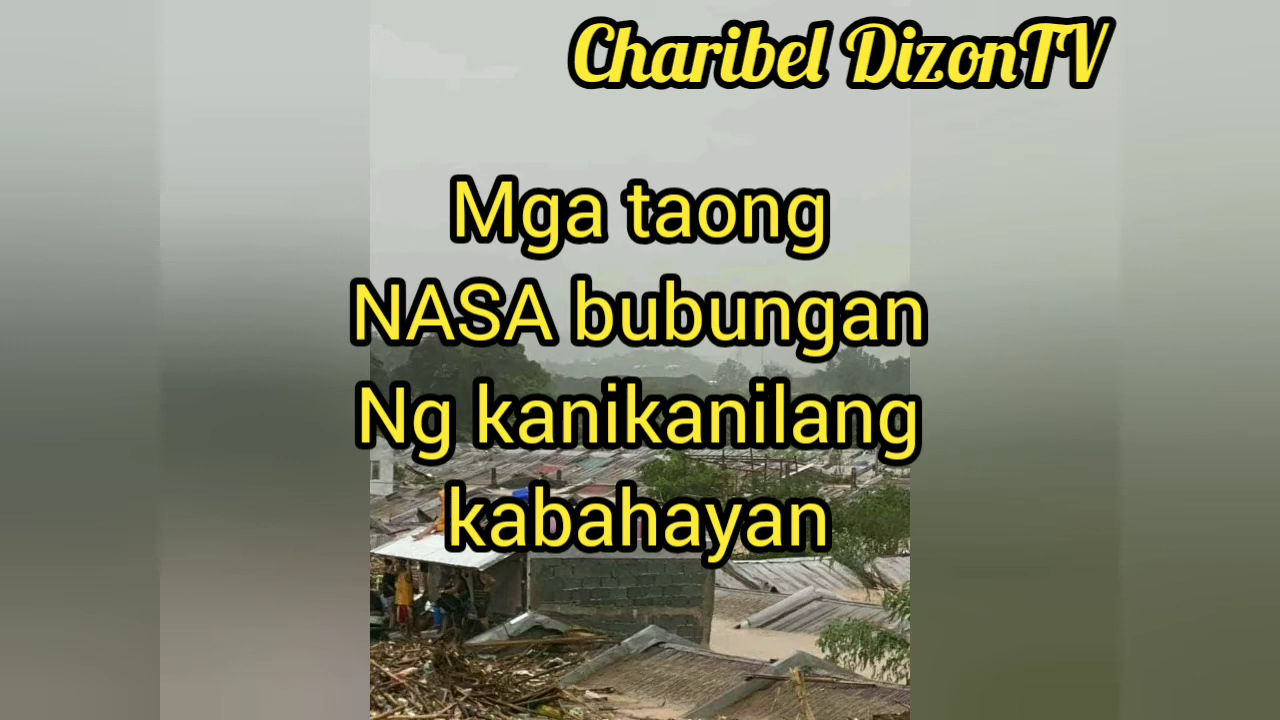 Charibel DizonTV
Mga taong
NASA bubungan
Ng kanikanilang
kabahayan